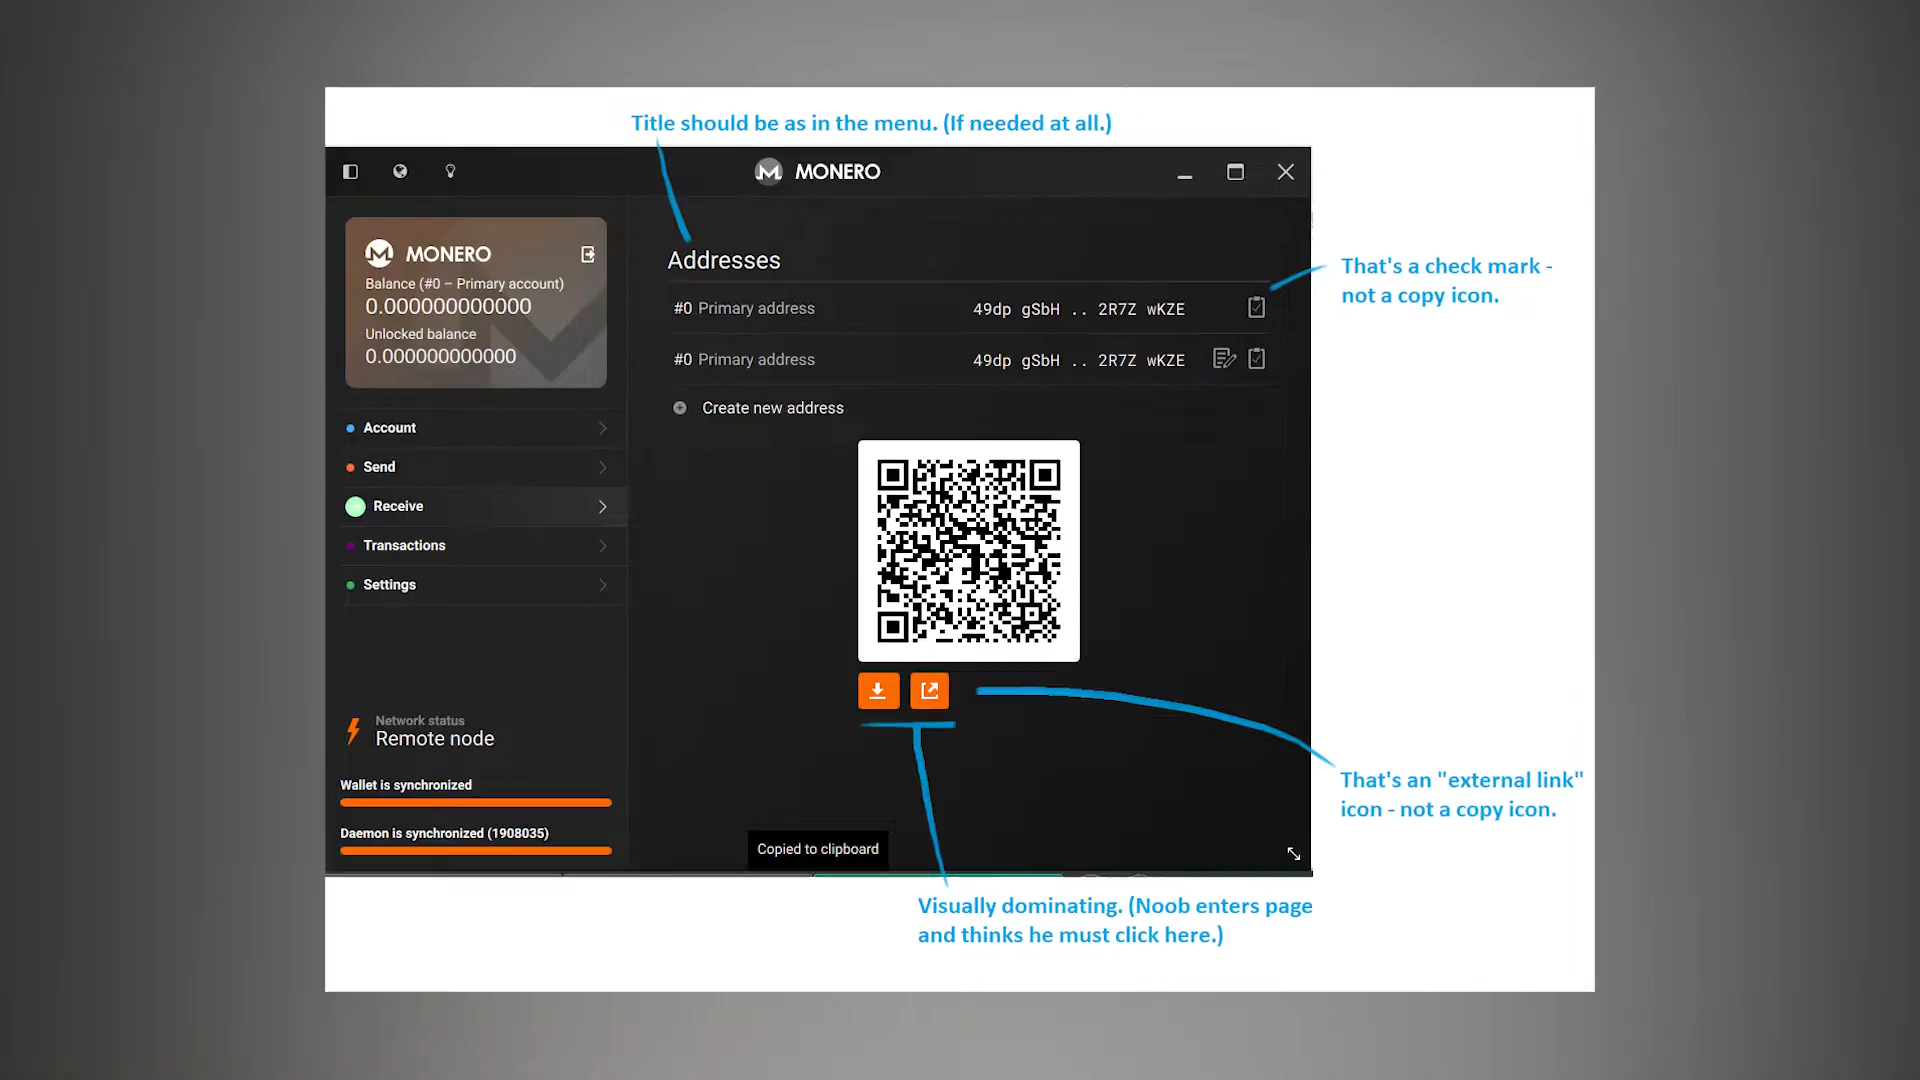 Title should be as in the menu. (If needed at all.)
MONERO
MONERO
Balance (#0 – Primary account)
0.000000000000
Unlocked balance
0.000000000000
Account
Send
Receive
Transactions
Settings
Network status
Remote node
Wallet is synchronized
Daemon is synchronized (1908035)
Addresses
#0 Primary address 49dp gSbH .. 2R7Z wKZE
#0 Primary address 49dp gSbH .. 2R7Z wKZE
Create new address
Copied to clipboard
That's a check mark -
not a copy icon.
That's an "external link"
icon - not a copy icon.
Visually dominating. (Noob enters page
and thinks he must click here.)